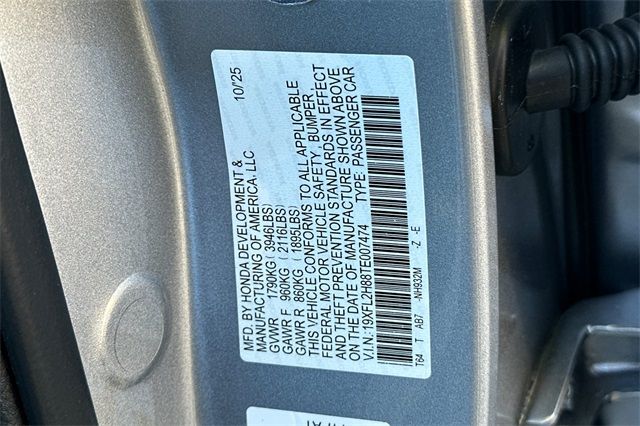 MFD. BY HONDA DEVELOPMENT & 10/25
MANUFACTURING OF AMERICA, LLC
GVWR 1790KG (3946LBS)
GAWR F 960KG (2116LBS)
GAWR R 860KG (1895LBS)
THIS VEHICLE CONFORMS TO ALL APPLICABLE
FEDERAL MOTOR VEHICLE SAFETY, BUMPER,
AND THEFT PREVENTION STANDARDS IN EFFECT
ON THE DATE OF MANUFACTURE SHOWN ABOVE
V.I.N.:19XFL2H88TE007474 TYPE: PASSENGER CAR
T64 T AB7 -NH932M -Z -E